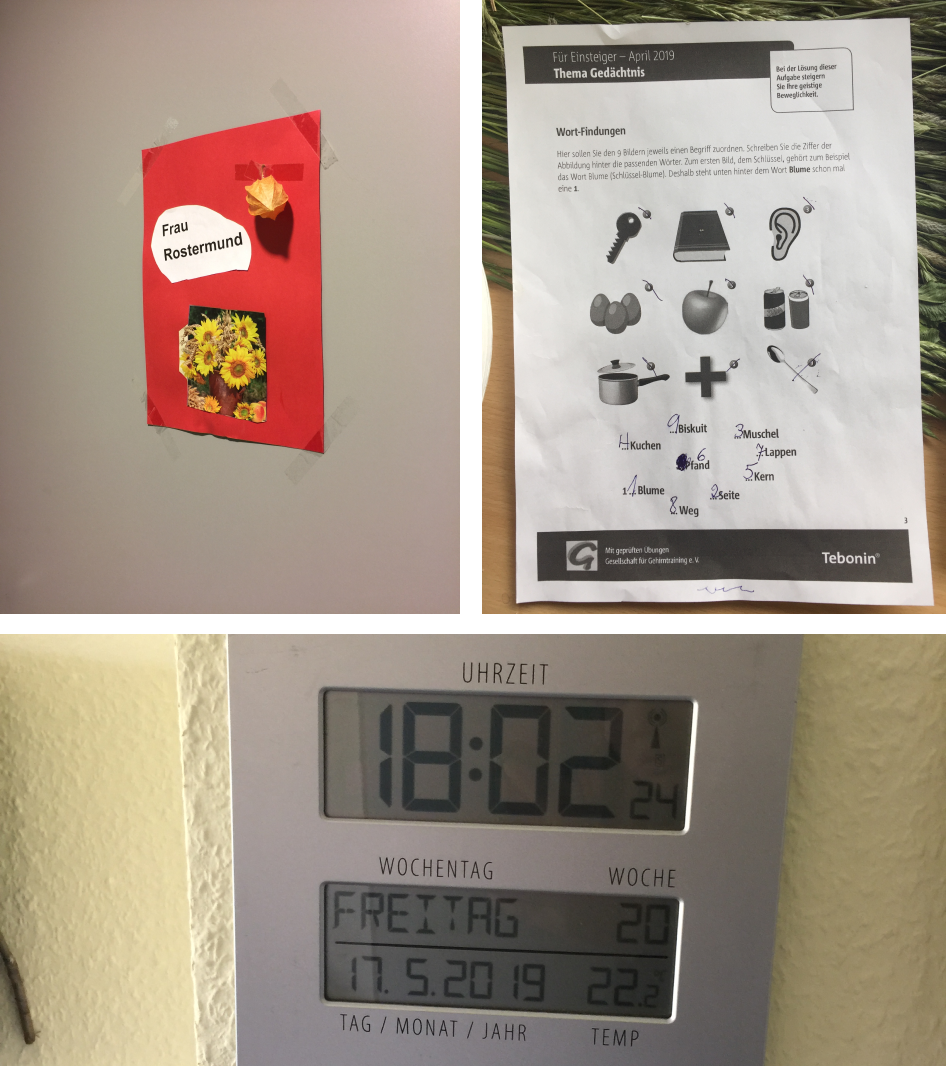 Frau
Rostermund
Für Einsteiger – April 2019
Thema Gedächtnis
Bei der Lösung dieser
Aufgabe steigern
Sie Ihre geistige
Beweglichkeit.
Wort-Findungen
Hier sollen Sie den 9 Bildern jeweils einen Begriff zuordnen. Schreiben Sie die Ziffer der
Abbildung hinter die passenden Wörter. Zum ersten Bild, dem Schlüssel, gehört zum Beispiel
das Wort Blume (Schlüssel-Blume). Deshalb steht unten hinter dem Wort Blume schon mal
eine 1.
9 Biskuit
3 Muschel
4 Kuchen
7 Lappen
6
Pfand
5 Kern
1 1 Blume
2 Seite
8 Weg
3
Mit geprüften Übungen
Gesellschaft für Gehirntraining e. V.
Tebonin®
UHRZEIT
18:02 24
WOCHENTAG WOCHE
FREITAG 20
17. 5.2019 22.2°C
TAG / MONAT / JAHR TEMP